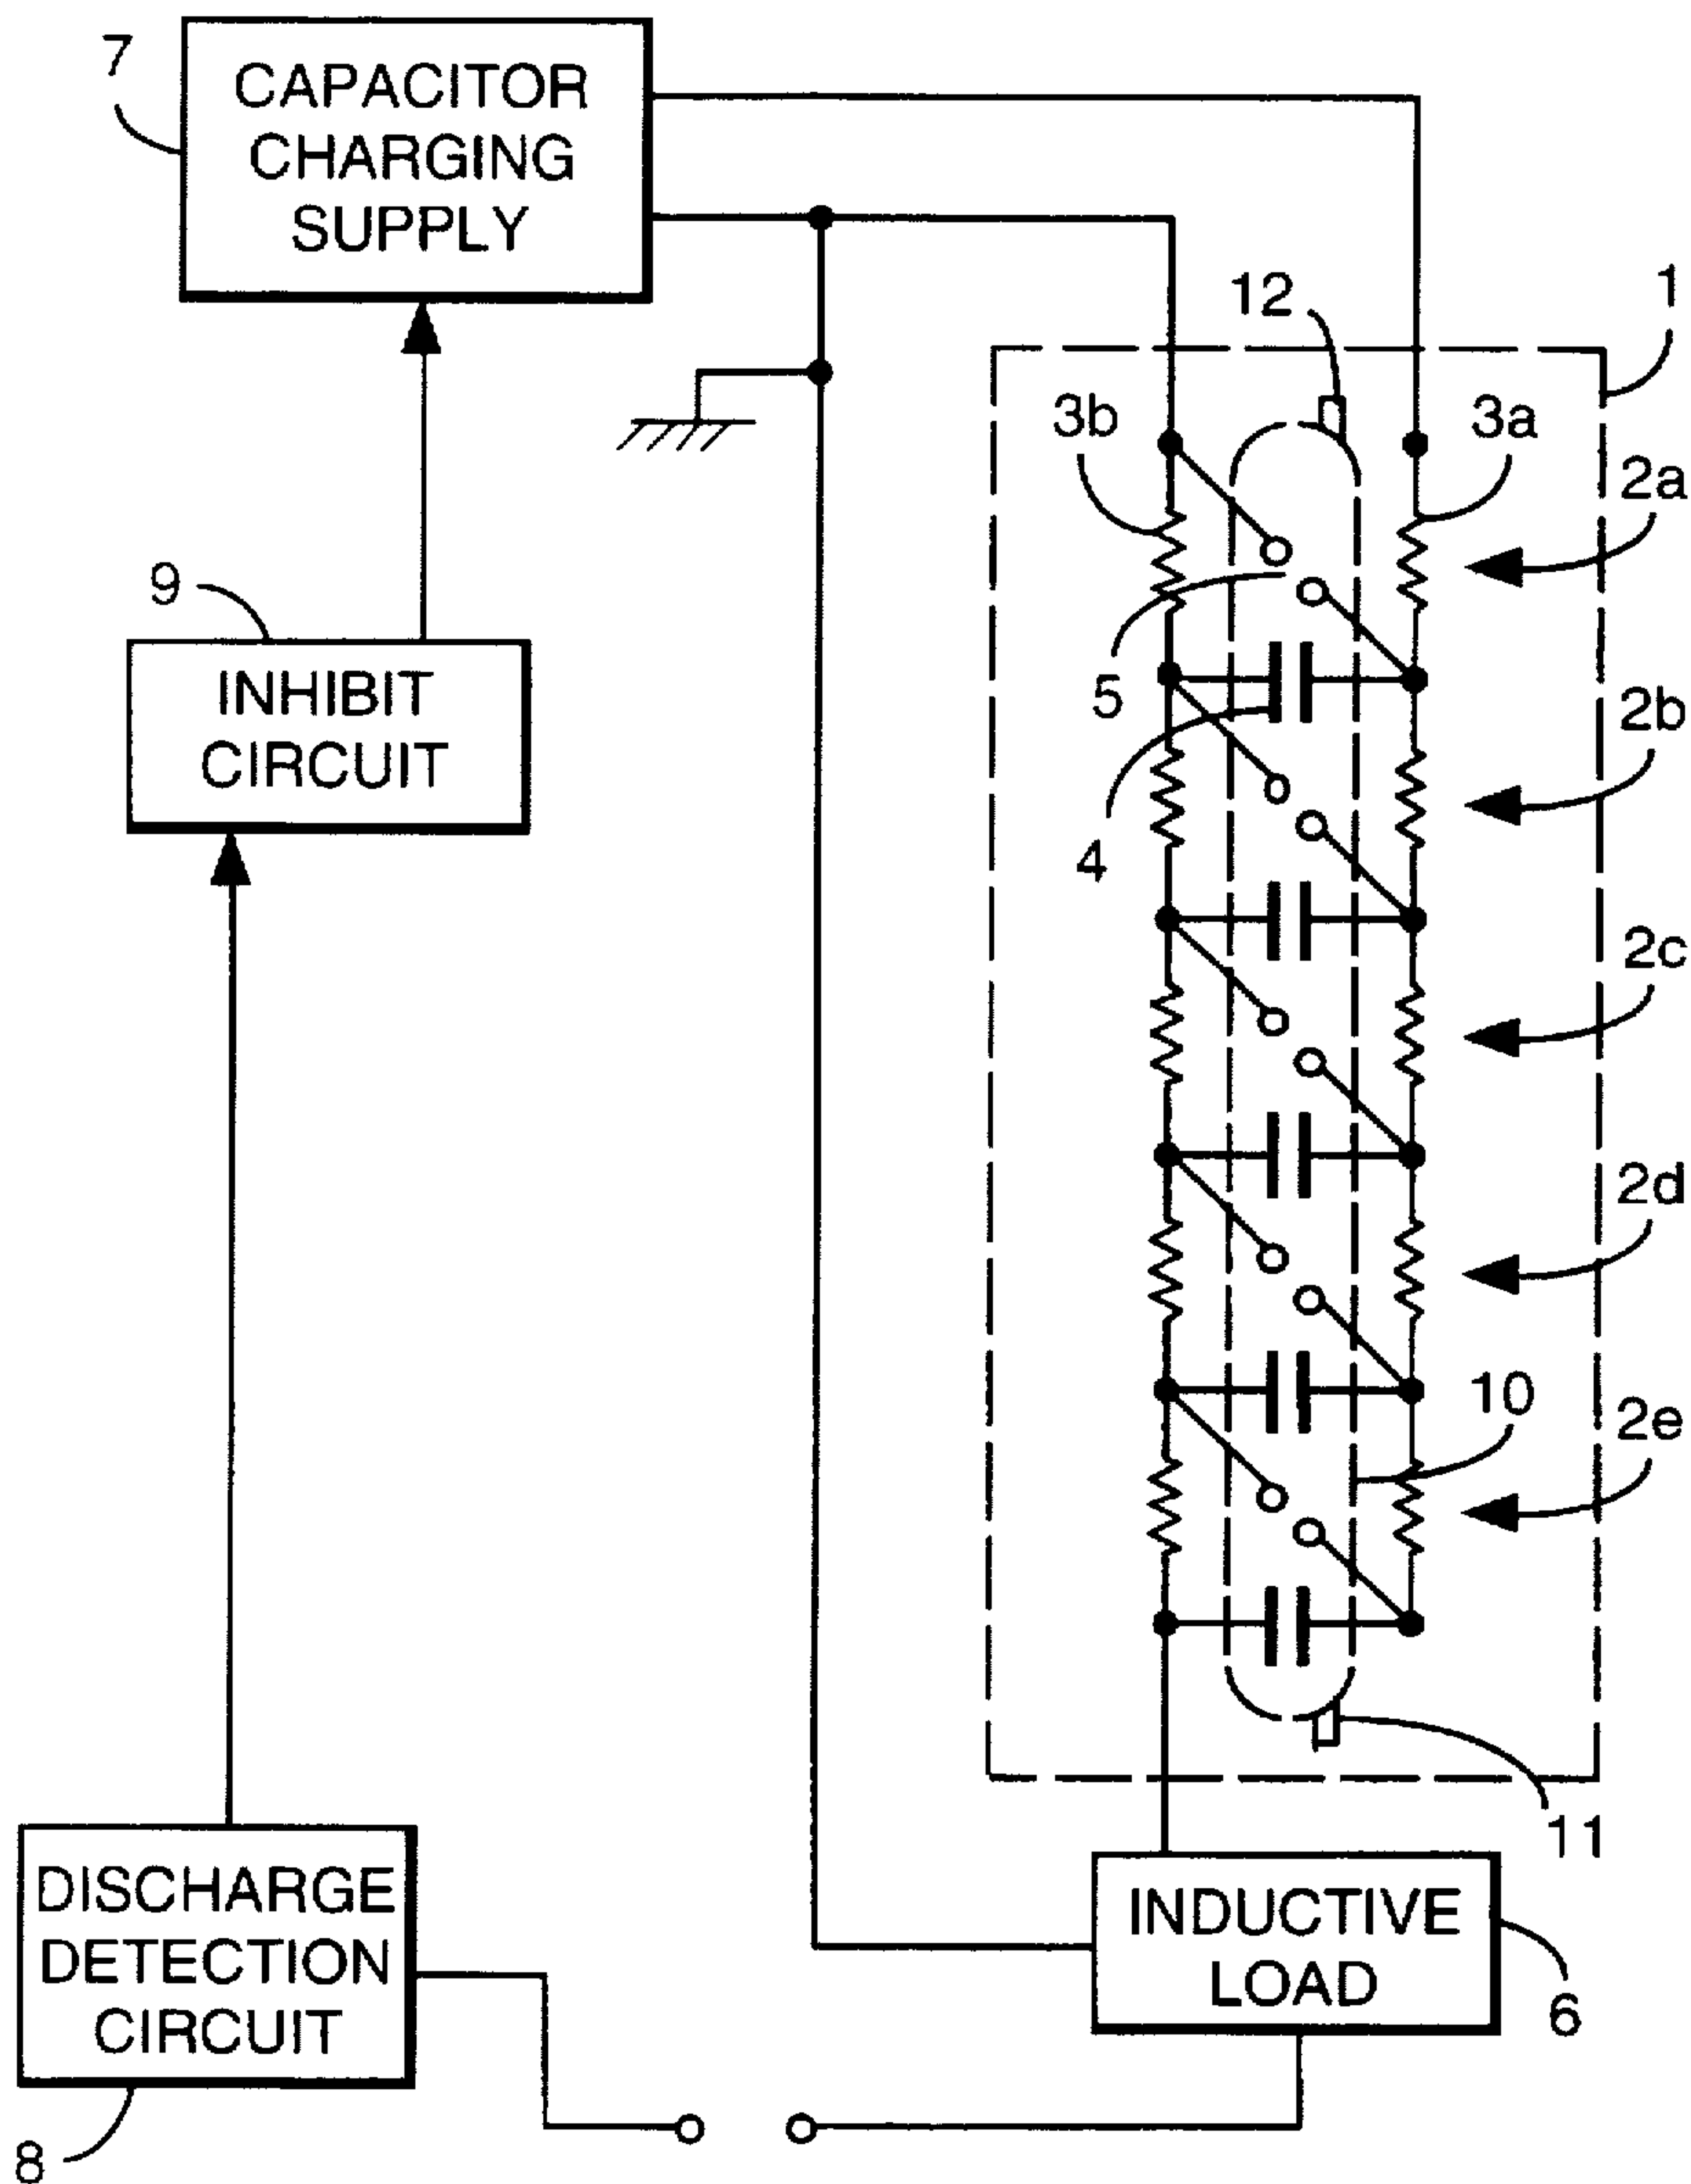 7
CAPACITOR
CHARGING
SUPPLY
1
12
3b
3a
2a
9
INHIBIT
CIRCUIT
5
2b
4
2c
2d
10
2e
11
DISCHARGE
DETECTION
CIRCUIT
INDUCTIVE
LOAD
6
8